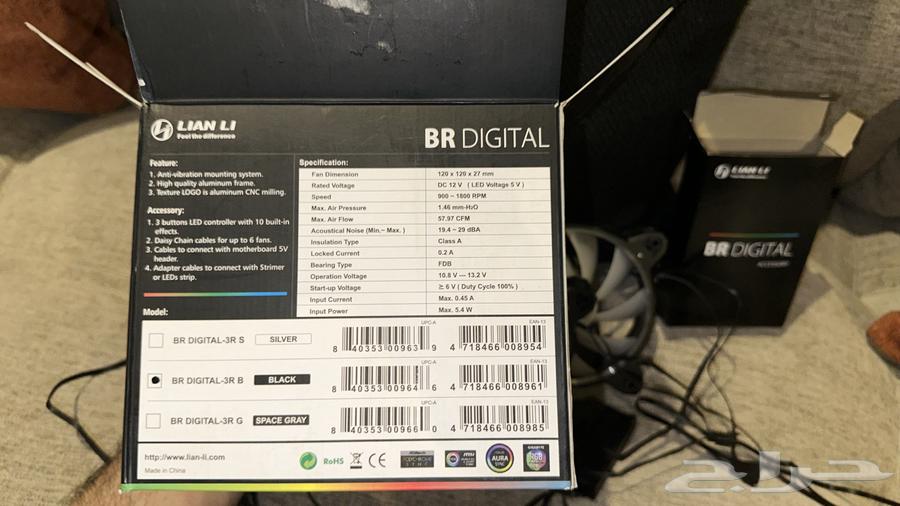 LIAN LI
Feel the difference
BR DIGITAL
Feature:
1. Anti-vibration mounting system.
2. High quality aluminum frame.
3. Texture LOGO is aluminum CNC milling.
Accessory:
1. 3 buttons LED controller with 10 built-in
effects.
2. Daisy Chain cables for up to 6 fans.
3. Cables to connect with motherboard 5V
header.
4. Adapter cables to connect with Strimer
or LEDs strip.
Specification:
Fan Dimension 120 x 120 x 27 mm
Rated Voltage DC 12 V ( LED Voltage 5 V )
Speed 900 ~ 1800 RPM
Max. Air Pressure 1.46 mm-H₂O
Max. Air Flow 57.97 CFM
Acoustical Noise (Min.~ Max. ) 19.4 ~ 29 dBA
Insulation Type Class A
Locked Current 0.2 A
Bearing Type FDB
Operation Voltage 10.8 V --- 13.2 V
Start-up Voltage ≥ 6 V ( Duty Cycle 100% )
Input Current Max. 0.45 A
Input Power Max. 5.4 W
Model:
BR DIGITAL-3R S SILVER
UPC-A
8 40353 00963 9
EAN-13
4 718466 008954
BR DIGITAL-3R B BLACK
UPC-A
8 40353 00964 6
EAN-13
4 718466 008961
BR DIGITAL-3R G SPACE GRAY
UPC-A
8 40353 00966 0
EAN-13
4 718466 008985
http://www.lian-li.com
Made in China
RoHS
CE
POLYCHROME
SYNC
msi
AURA
SYNC
GIGABYTE
RGB
LIAN LI
BR DIGITAL
ACCESSORY
حراج